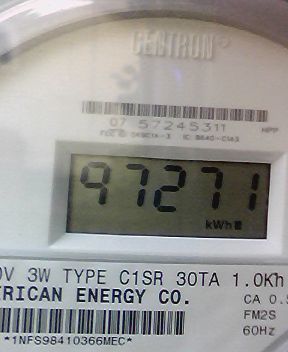 CENTRON®
07 57245311
97271
kWh
0V 3W TYPE C1SR 30TA 1.0Kh
ERICAN ENERGY CO.
CA 0.5
FM2S
60Hz
*1NFS98410366MEC*